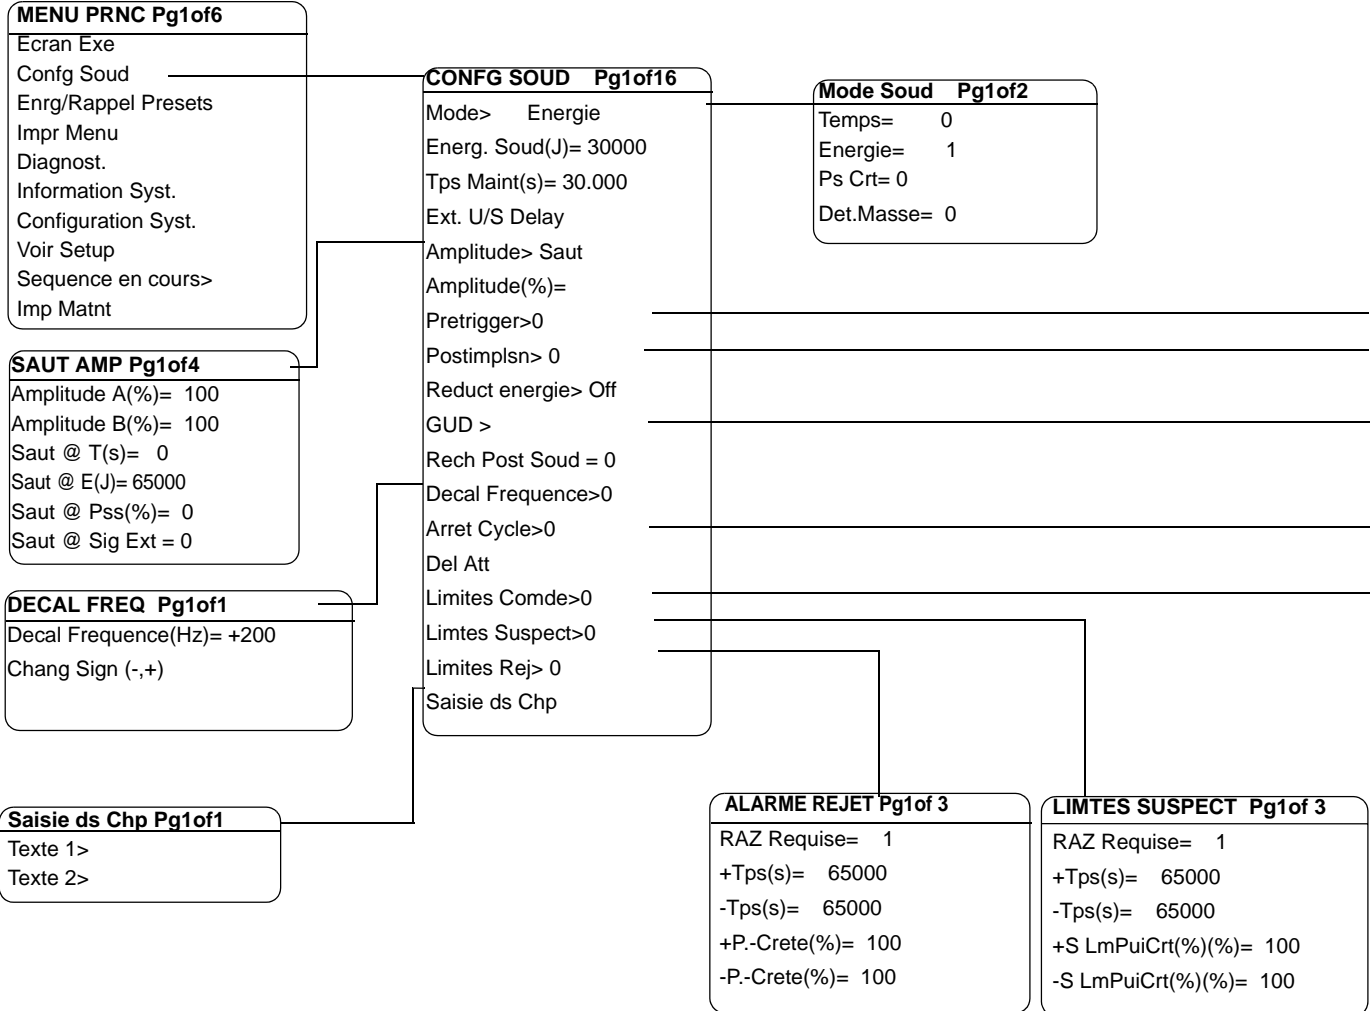 MENU PRNC Pg1of6
Ecran Exe
Confg Soud
Enrg/Rappel Presets
Impr Menu
Diagnost.
Information Syst.
Configuration Syst.
Voir Setup
Sequence en cours>
Imp Matnt
SAUT AMP Pg1of4
Amplitude A(%)= 100
Amplitude B(%)= 100
Saut @ T(s)= 0
Saut @ E(J)= 65000
Saut @ Pss(%)= 0
Saut @ Sig Ext = 0
DECAL FREQ Pg1of1
Decal Frequence(Hz)= +200
Chang Sign (-,+)
Saisie ds Chp Pg1of1
Texte 1>
Texte 2>
CONFG SOUD Pg1of16
Mode> Energie
Energ. Soud(J)= 30000
Tps Maint(s)= 30.000
Ext. U/S Delay
Amplitude> Saut
Amplitude(%)=
Pretrigger>0
Postimplsn> 0
Reduct energie> Off
GUD >
Rech Post Soud = 0
Decal Frequence>0
Arret Cycle>0
Del Att
Limites Comde>0
Limtes Suspect>0
Limites Rej> 0
Saisie ds Chp
Mode Soud Pg1of2
Temps= 0
Energie= 1
Ps Crt= 0
Det.Masse= 0
ALARME REJET Pg1of 3
RAZ Requise= 1
+Tps(s)= 65000
-Tps(s)= 65000
+P.-Crete(%)= 100
-P.-Crete(%)= 100
LIMTES SUSPECT Pg1of 3
RAZ Requise= 1
+Tps(s)= 65000
-Tps(s)= 65000
+S LmPuiCrt(%)(%)= 100
-S LmPuiCrt(%)(%)= 100